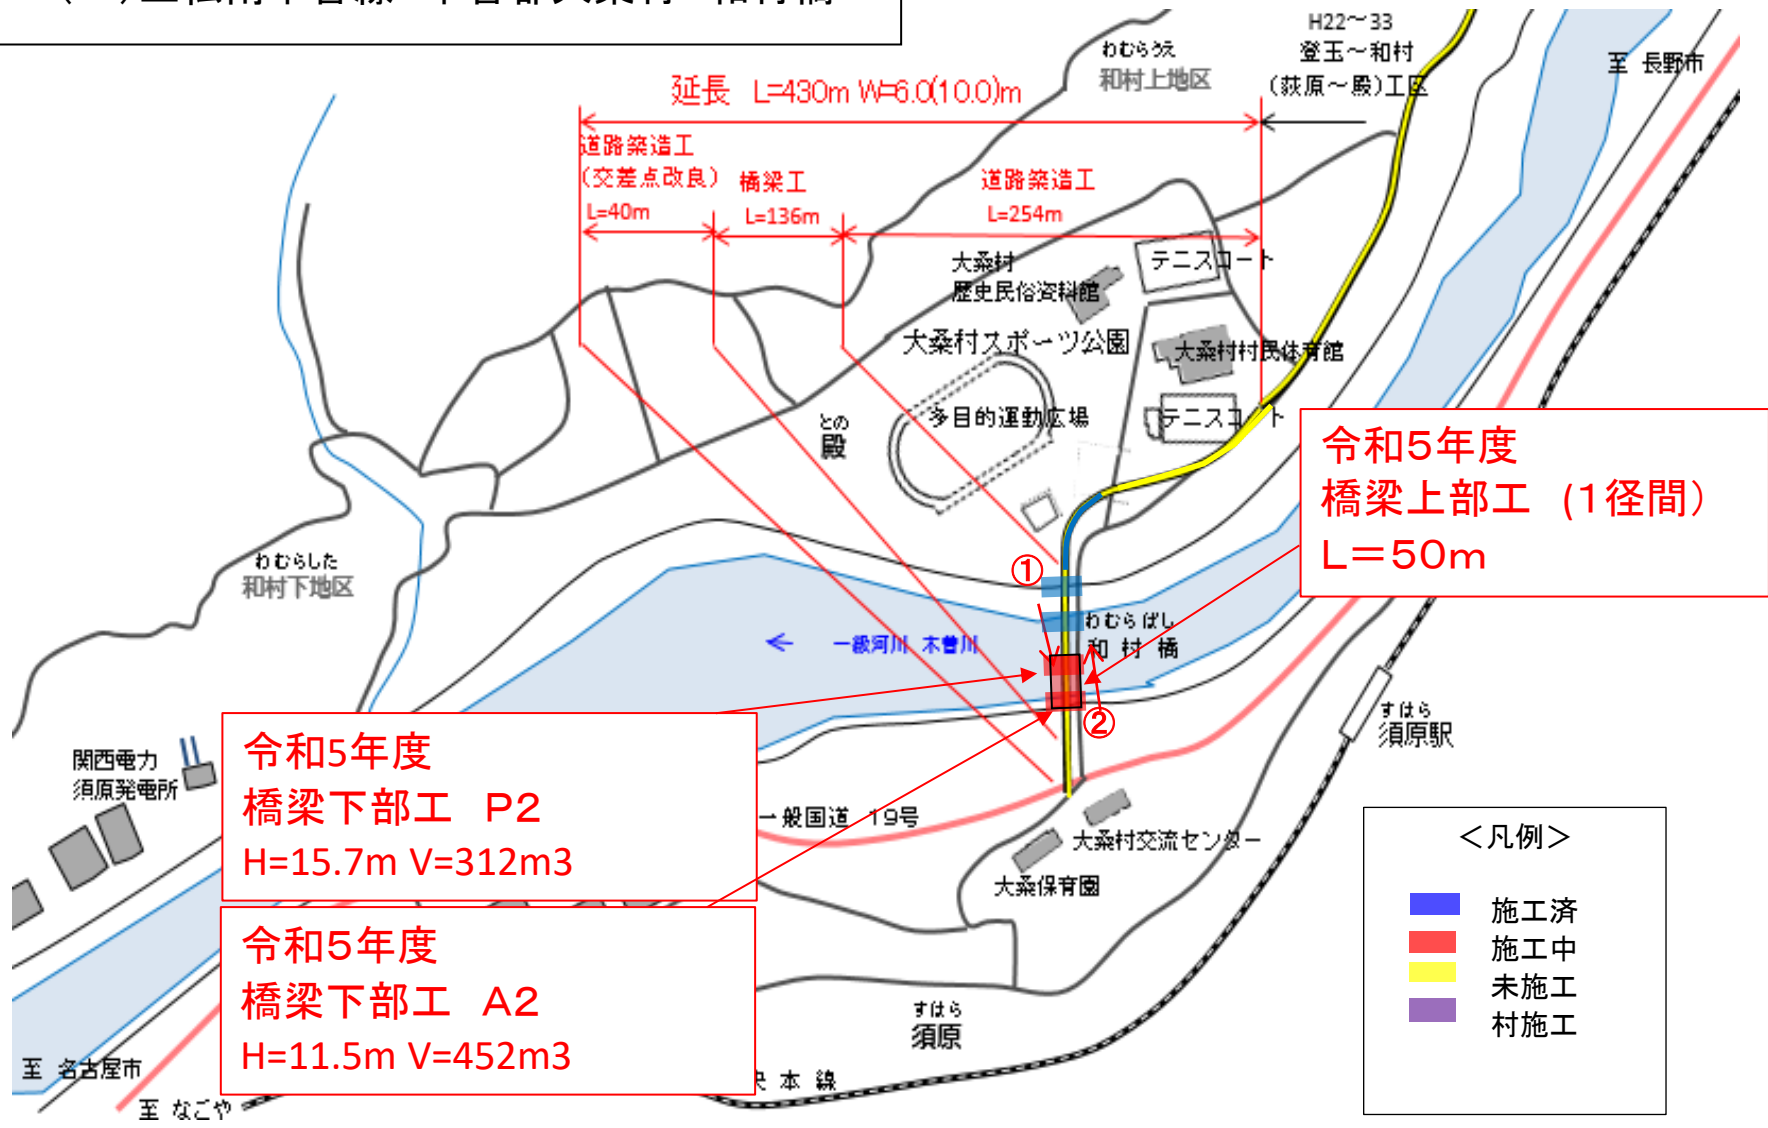 H22～33
登玉～和村
(荻原～殿)工区
至 長野市
わむらうえ
和村上地区
延長 L=430m W=6.0(10.0)m
道路築造工
(交差点改良)
L=40m
橋梁工
L=136m
道路築造工
L=254m
大桑村
歴史民俗資料館
テニスコート
大桑村スポーツ公園
大桑村村民体育館
多目的運動広場
テニスコート
との
殿
令和5年度
橋梁上部工 (1径間)
L=50m
わむらした
和村下地区
①
わむらばし
和村橋
← 一級河川 木曽川
②
すはら
須原駅
関西電力
須原発電所
令和5年度
橋梁下部工 P2
H=15.7m V=312m3
一般国道 19号
大桑村交流センター
大桑保育園
令和5年度
橋梁下部工 A2
H=11.5m V=452m3
すはら
須原
本線
至 名古屋市
至 なごや
＜凡例＞
施工済
施工中
未施工
村施工